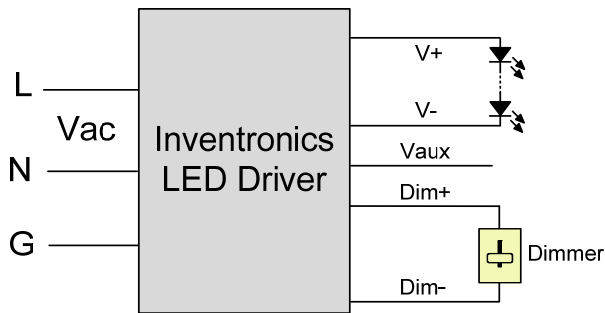 L
Vac
N
G
Inventronics
LED Driver
V+
V-
Vaux
Dim+
Dim-
Dimmer